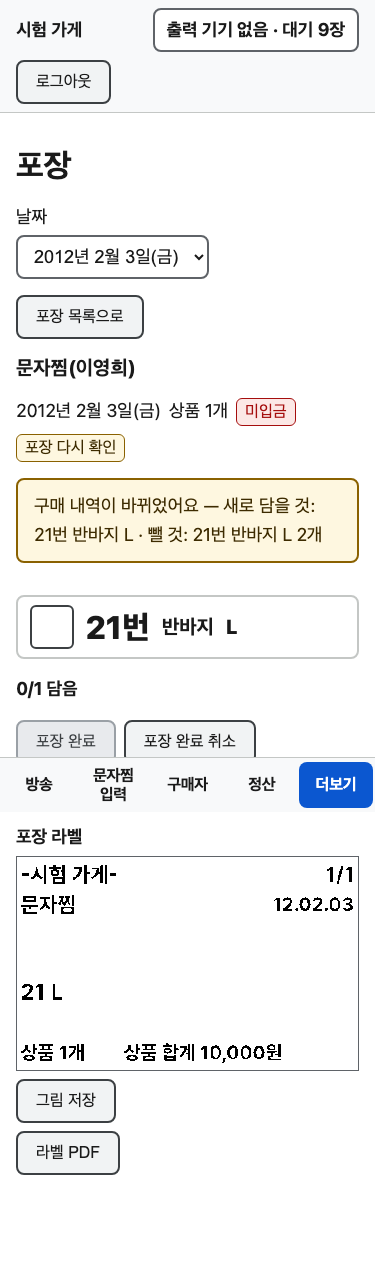 시험 가게
출력 기기 없음 · 대기 9장
로그아웃
포장
날짜
2012년 2월 3일(금)
포장 목록으로
문자찜(이영희)
2012년 2월 3일(금) 상품 1개 미입금
포장 다시 확인
구매 내역이 바뀌었어요 — 새로 담을 것:
21번 반바지 L · 뺄 것: 21번 반바지 L 2개
21번 반바지 L
0/1 담음
포장 완료 포장 완료 취소
방송 문자찜 입력 구매자 정산 더보기
포장 라벨
-시험 가게- 1/1
문자찜 12.02.03
21 L
상품 1개 상품 합계 10,000원
그림 저장
라벨 PDF